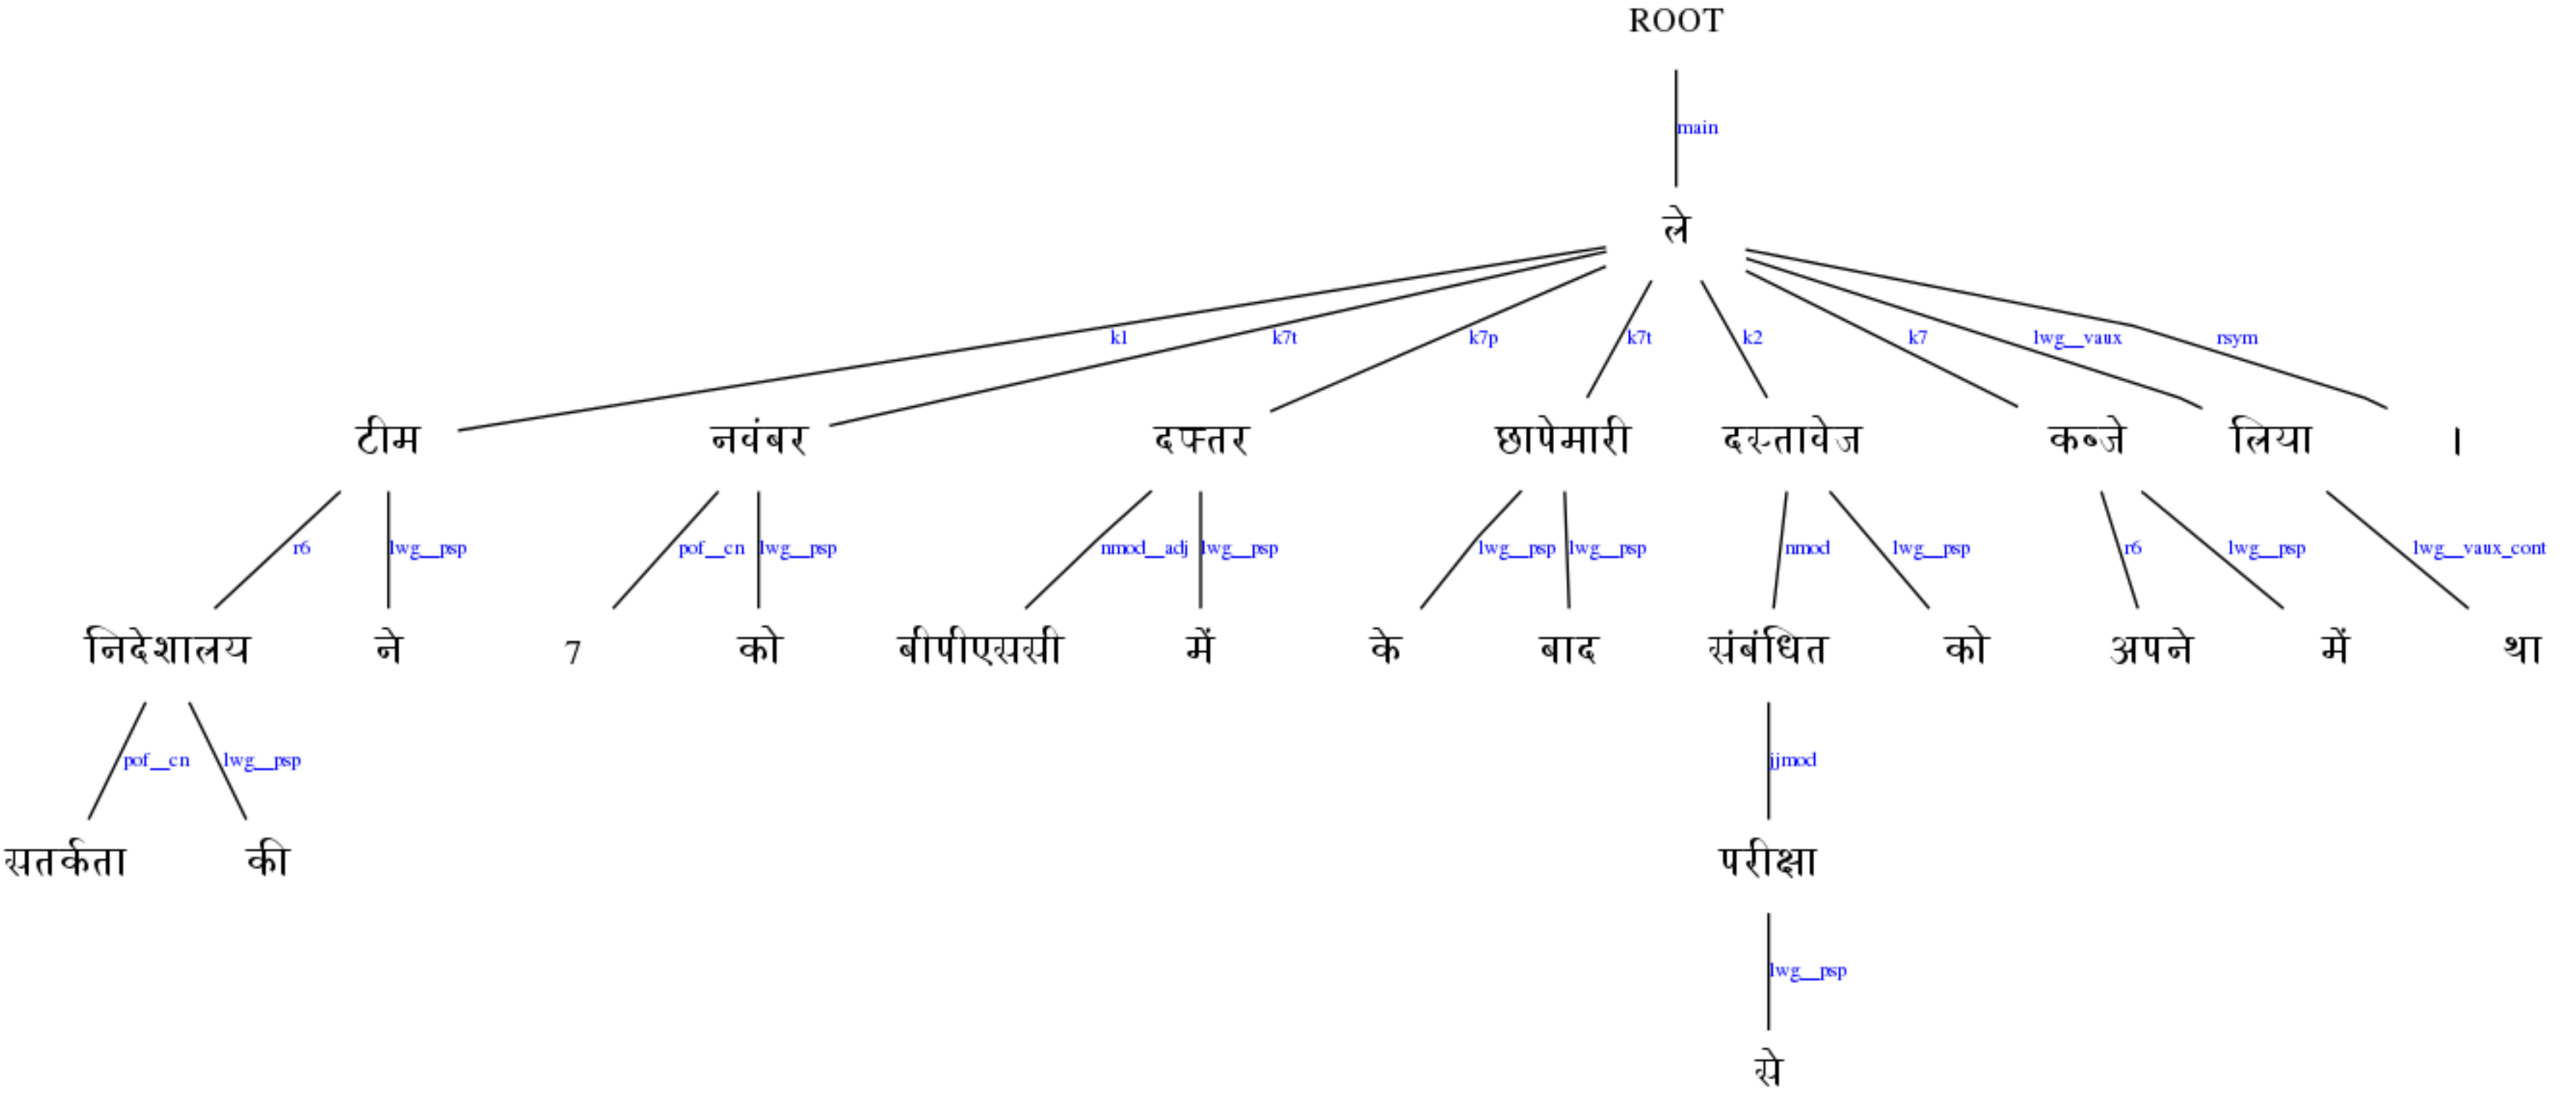 ROOT
main
ले
k1 k7t k7p k7t k2 k7 lwg__vaux rsym
टीम नवंबर दफ्तर छापेमारी दस्तावेज कब्जे लिया ।
r6 lwg__psp pof__cn lwg__psp nmod__adj lwg__psp lwg__psp lwg__psp nmod lwg__psp r6 lwg__psp lwg__vaux_cont
निदेशालय ने 7 को बीपीएससी में के बाद संबंधित को अपने में था
pof__cn lwg__psp jjmod
सतर्कता की परीक्षा
lwg__psp
से